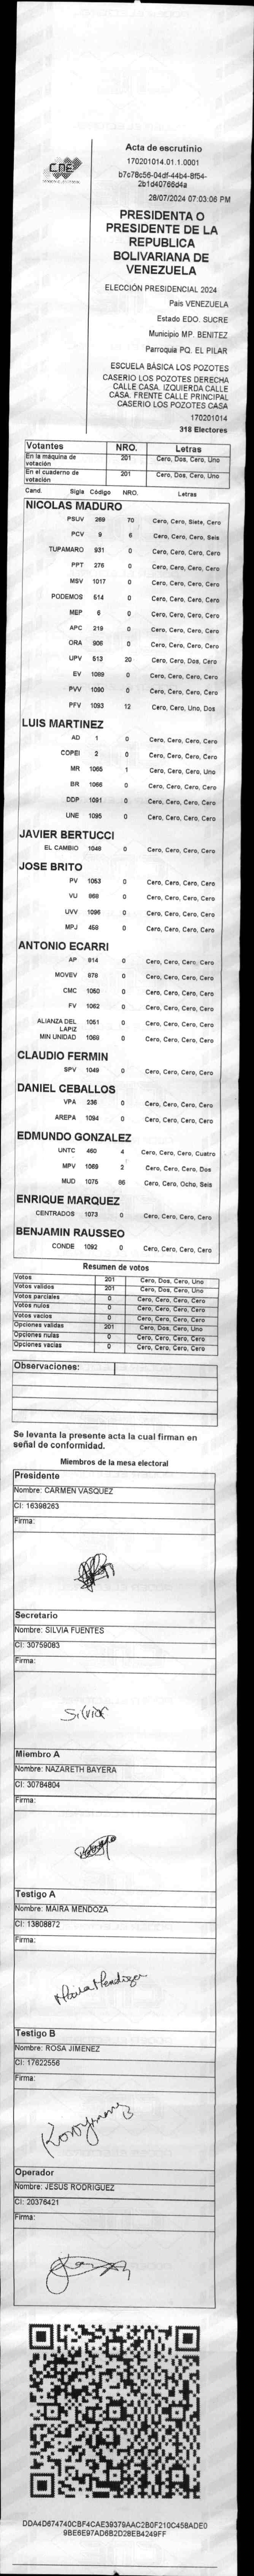 CNE
Acta de escrutinio
170201014.01.1.0001
b7c78c56-04df-44b4-8f54-
2b1d40766d4a
28/07/2024 07:03:06 PM
PRESIDENTA O
PRESIDENTE DE LA
REPUBLICA
BOLIVARIANA DE
VENEZUELA
ELECCIÓN PRESIDENCIAL 2024
Pais VENEZUELA
Estado EDO. SUCRE
Municipio MP. BENITEZ
Parroquia PQ. EL PILAR
ESCUELA BÁSICA LOS POZOTES
CASERIO LOS POZOTES DERECHA
CALLE CASA. IZQUIERDA CALLE
CASA. FRENTE CALLE PRINCIPAL
CASERIO LOS POZOTES CASA
170201014
318 Electores
Votantes NRO. Letras
En la máquina de votación 201 Cero, Dos, Cero, Uno
En el cuaderno de votación 201 Cero, Dos, Cero, Uno
Cand. Sigla Código NRO. Letras
NICOLAS MADURO
PSUV 269 70 Cero, Cero, Siete, Cero
PCV 9 6 Cero, Cero, Cero, Seis
TUPAMARO 931 0 Cero, Cero, Cero, Cero
PPT 276 0 Cero, Cero, Cero, Cero
MSV 1017 0 Cero, Cero, Cero, Cero
PODEMOS 514 0 Cero, Cero, Cero, Cero
MEP 6 0 Cero, Cero, Cero, Cero
APC 219 0 Cero, Cero, Cero, Cero
ORA 906 0 Cero, Cero, Cero, Cero
UPV 513 20 Cero, Cero, Dos, Cero
EV 1089 0 Cero, Cero, Cero, Cero
PVV 1090 0 Cero, Cero, Cero, Cero
PFV 1093 12 Cero, Cero, Uno, Dos
LUIS MARTINEZ
AD 1 0 Cero, Cero, Cero, Cero
COPEI 2 0 Cero, Cero, Cero, Cero
MR 1065 1 Cero, Cero, Cero, Uno
BR 1066 0 Cero, Cero, Cero, Cero
DDP 1091 0 Cero, Cero, Cero, Cero
UNE 1095 0 Cero, Cero, Cero, Cero
JAVIER BERTUCCI
EL CAMBIO 1048 0 Cero, Cero, Cero, Cero
JOSE BRITO
PV 1053 0 Cero, Cero, Cero, Cero
VU 868 0 Cero, Cero, Cero, Cero
UVV 1096 0 Cero, Cero, Cero, Cero
MPJ 458 0 Cero, Cero, Cero, Cero
ANTONIO ECARRI
AP 814 0 Cero, Cero, Cero, Cero
MOVEV 878 0 Cero, Cero, Cero, Cero
CMC 1050 0 Cero, Cero, Cero, Cero
FV 1062 0 Cero, Cero, Cero, Cero
ALIANZA DEL LAPIZ 1051 0 Cero, Cero, Cero, Cero
MIN UNIDAD 1068 0 Cero, Cero, Cero, Cero
CLAUDIO FERMIN
SPV 1049 0 Cero, Cero, Cero, Cero
DANIEL CEBALLOS
VPA 236 0 Cero, Cero, Cero, Cero
AREPA 1094 0 Cero, Cero, Cero, Cero
EDMUNDO GONZALEZ
UNTC 460 4 Cero, Cero, Cero, Cuatro
MPV 1069 2 Cero, Cero, Cero, Dos
MUD 1075 86 Cero, Cero, Ocho, Seis
ENRIQUE MARQUEZ
CENTRADOS 1073 0 Cero, Cero, Cero, Cero
BENJAMIN RAUSSEO
CONDE 1092 0 Cero, Cero, Cero, Cero
Resumen de votos
Votos 201 Cero, Dos, Cero, Uno
Votos validos 201 Cero, Dos, Cero, Uno
Votos parciales 0 Cero, Cero, Cero, Cero
Votos nulos 0 Cero, Cero, Cero, Cero
Votos vacios 0 Cero, Cero, Cero, Cero
Opciones validas 201 Cero, Dos, Cero, Uno
Opciones nulas 0 Cero, Cero, Cero, Cero
Opciones vacias 0 Cero, Cero, Cero, Cero
Observaciones:
Se levanta la presente acta la cual firman en
señal de conformidad.
Miembros de la mesa electoral
Presidente
Nombre: CARMEN VASQUEZ
CI: 16398263
Firma:
Secretario
Nombre: SILVIA FUENTES
CI: 30759083
Firma:
Silvia
Miembro A
Nombre: NAZARETH BAYERA
CI: 30784804
Firma:
Testigo A
Nombre: MAIRA MENDOZA
CI: 13808872
Firma:
Maira Mendoza
Testigo B
Nombre: ROSA JIMENEZ
CI: 17622556
Firma:
Operador
Nombre: JESUS RODRIGUEZ
CI: 20376421
Firma:
DDA4D674740CBF4CAE39379AAC2B0F210C458ADE0
9BE6E97AD6B2D28EB4249FF